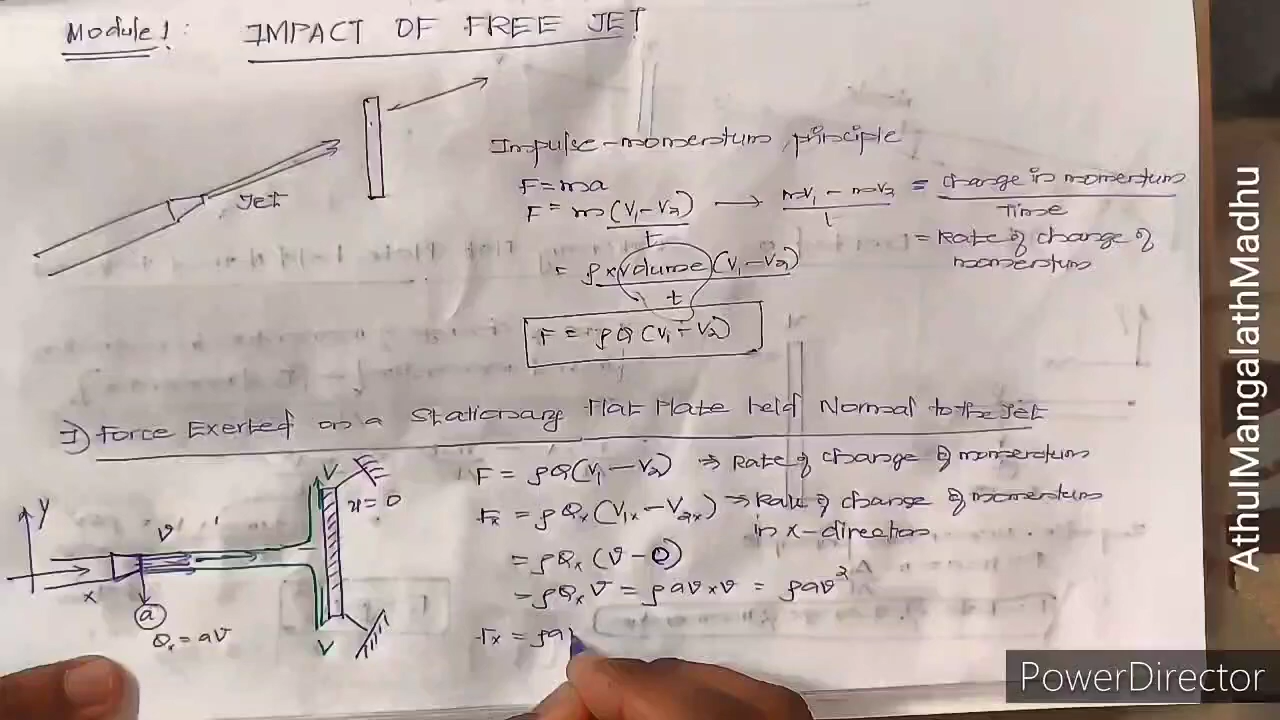 Module 1: IMPACT OF FREE JET
Jet
Impulse-momentum principle
F = ma
F = m(V1-V2)/t → mV1 - mV2/t = change in momentum/Time
= Rate of change of momentum
= ρ x volume (V1-V2)/t
F = ρQ(V1-V2)
I) Force Exerted on a Stationary Flat Plate held Normal to the Jet
F = ρQ(V1-V2) ⇒ Rate of change of momentum
Fx = ρQx(V1x-V2x) ⇒ Rate of change of momentum
in x-direction
= ρQx(v-0)
= ρQxV = ρav×v = ρav²
Fx = ρa
y
x
v
a
Qx = av
V
u = 0
V
AthulMangalathMadhu
PowerDirector